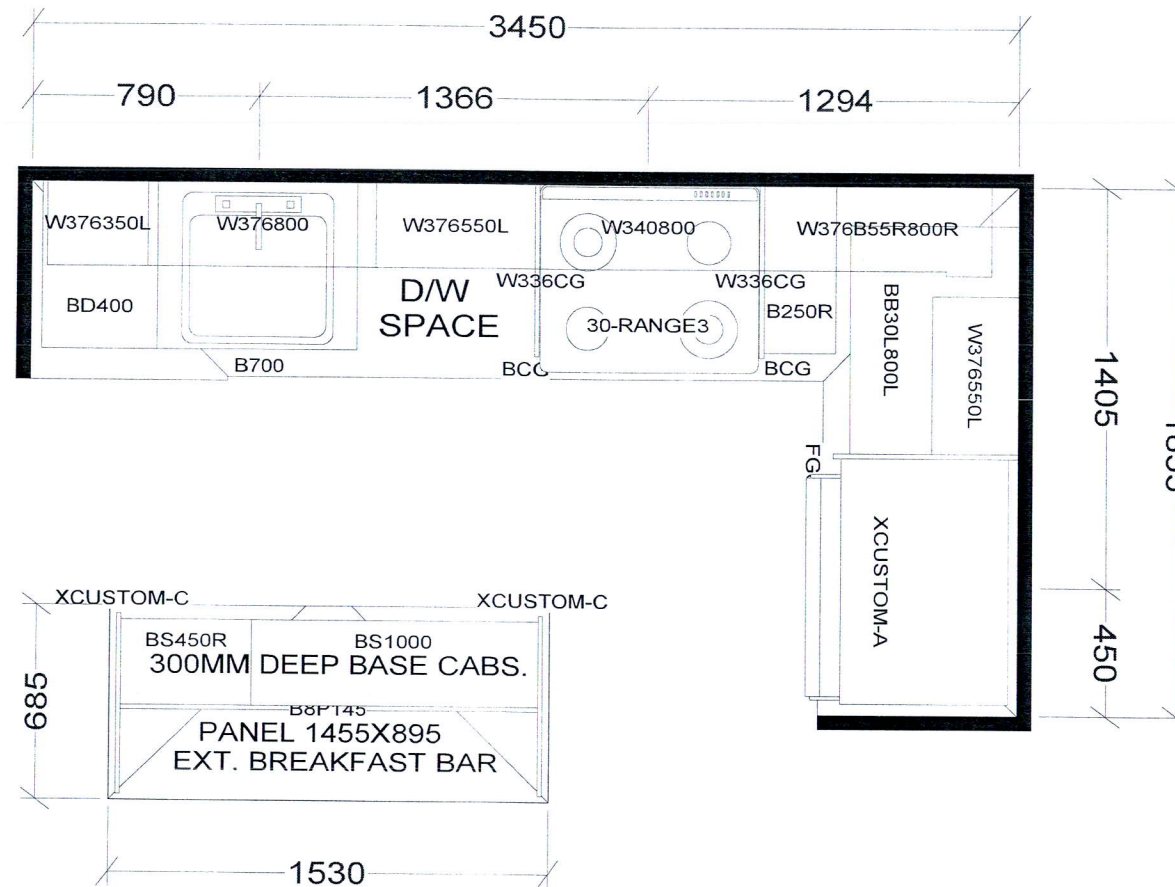 3450
790
1366
1294
W376350L
W376800
W376550L
W340800
W376B55R800R
W336CG
W336CG
BD400
D/W
SPACE
30-RANGE3
B250R
BB30L800L
W376550L
B700
BCG
BCG
FG
XCUSTOM-A
1405
450
XCUSTOM-C
XCUSTOM-C
BS450R
BS1000
300MM DEEP BASE CABS.
PANEL 1455X895
EXT. BREAKFAST BAR
685
1530